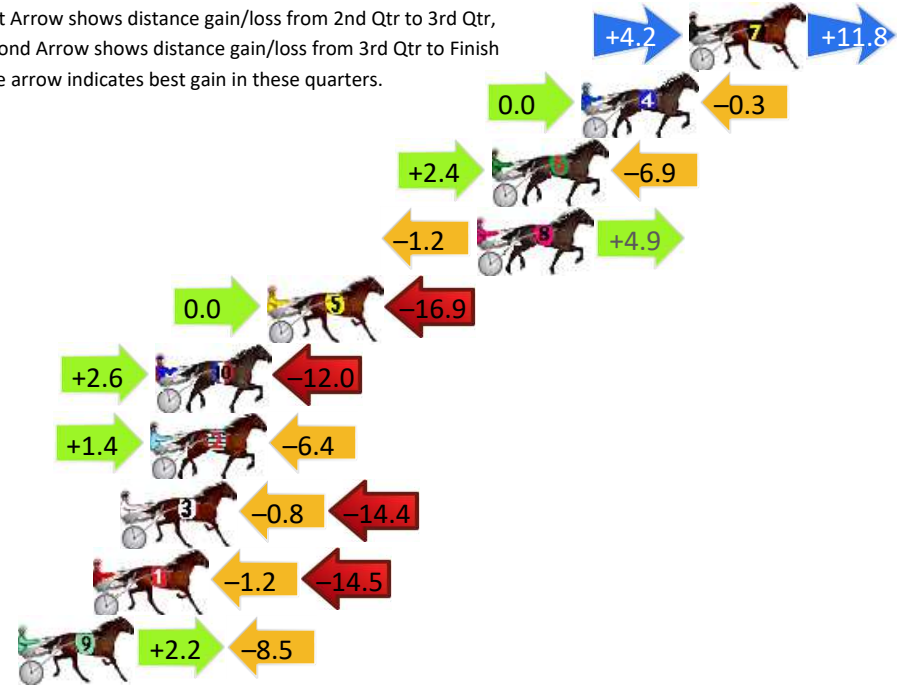 t Arrow shows distance gain/loss from 2nd Qtr to 3rd Qtr,
ond Arrow shows distance gain/loss from 3rd Qtr to Finish
e arrow indicates best gain in these quarters.
+4.2 7 +11.8
0.0 4 –0.3
+2.4 6 –6.9
–1.2 8 +4.9
0.0 5 –16.9
+2.6 10 –12.0
+1.4 2 –6.4
3 –0.8 –14.4
1 –1.2 –14.5
9 +2.2 –8.5